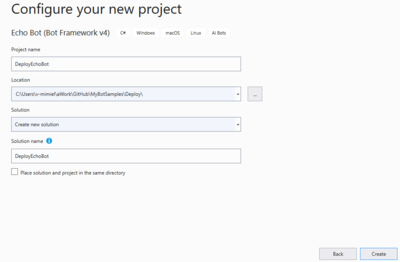 Configure your new project
Echo Bot (Bot Framework v4) C# Windows macOS Linux AI Bots
Project name
DeployEchoBot
Location
C:\Users\v-mimiel\aWork\GitHub\MyBotSamples\Deploy\
...
Solution
Create new solution
Solution name
DeployEchoBot
Place solution and project in the same directory
Back Create